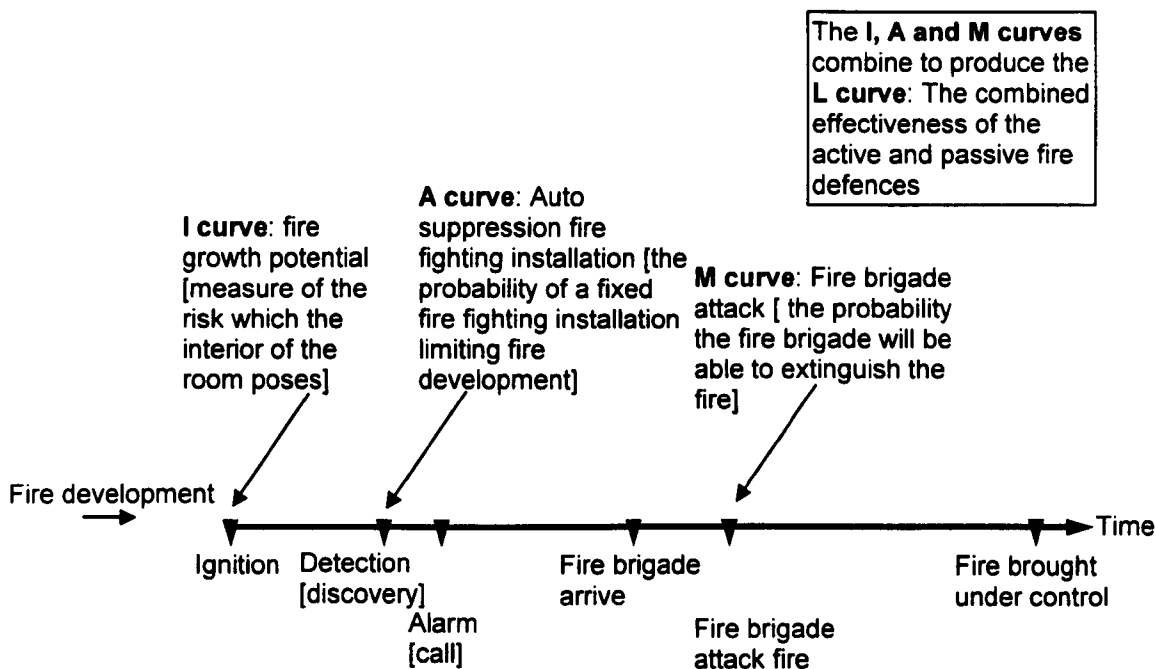 The I, A and M curves
combine to produce the
L curve: The combined
effectiveness of the
active and passive fire
defences
A curve: Auto
suppression fire
fighting installation [the
probability of a fixed
fire fighting installation
limiting fire
development]
I curve: fire
growth potential
[measure of the
risk which the
interior of the
room poses]
M curve: Fire brigade
attack [ the probability
the fire brigade will be
able to extinguish the
fire]
Fire development
Time
Ignition
Detection
[discovery]
Alarm
[call]
Fire brigade
arrive
Fire brigade
attack fire
Fire brought
under control